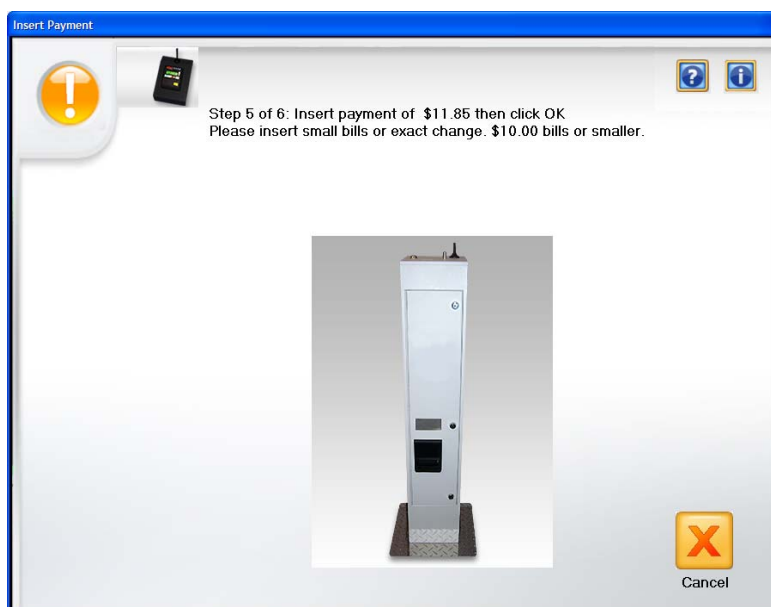 Insert Payment
Step 5 of 6: Insert payment of $11.85 then click OK
Please insert small bills or exact change. $10.00 bills or smaller.
Cancel